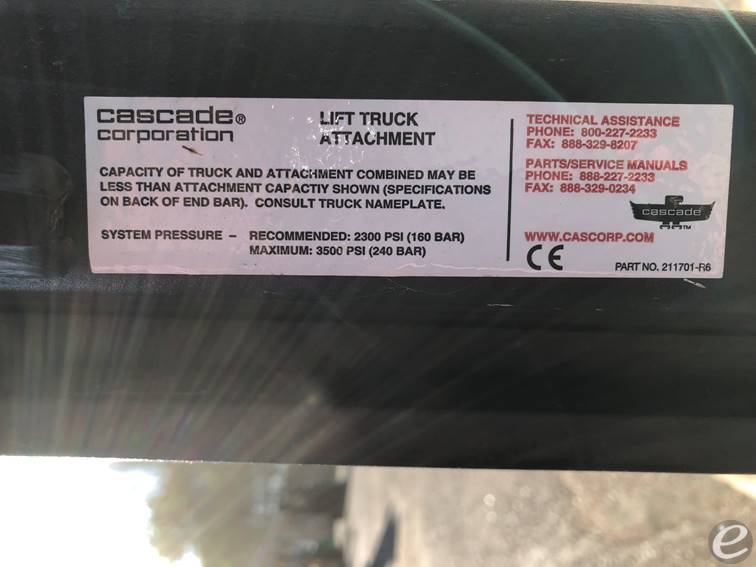 cascade®
corporation
LIFT TRUCK
ATTACHMENT
CAPACITY OF TRUCK AND ATTACHMENT COMBINED MAY BE
LESS THAN ATTACHMENT CAPACTIY SHOWN (SPECIFICATIONS
ON BACK OF END BAR). CONSULT TRUCK NAMEPLATE.
SYSTEM PRESSURE – RECOMMENDED: 2300 PSI (160 BAR)
MAXIMUM: 3500 PSI (240 BAR)
TECHNICAL ASSISTANCE
PHONE: 800-227-2233
FAX: 888-329-8207
PARTS/SERVICE MANUALS
PHONE: 888-227-2233
FAX: 888-329-0234
cascade
TM
WWW.CASCORP.COM
CE
PART NO. 211701-R6
e